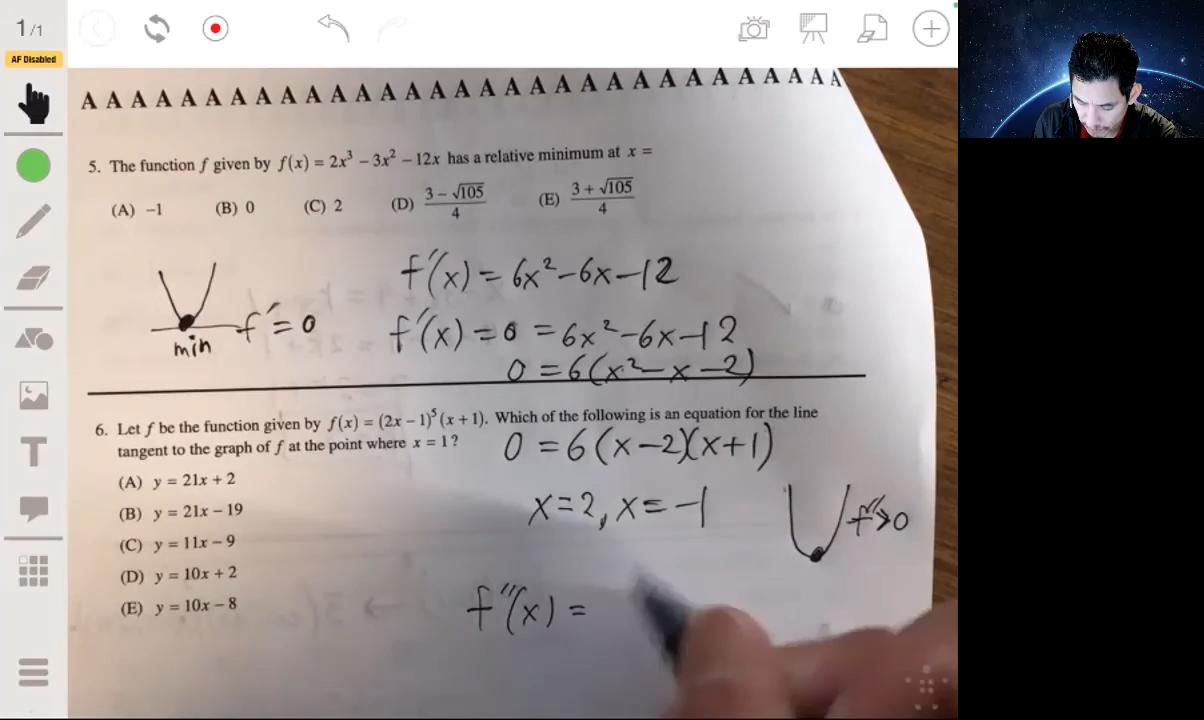 1/1
AF Disabled
A A A A A A A A A A A A A A A A A A A A A A A A A A A A A A A
5. The function f given by f(x) = 2x³ − 3x² − 12x has a relative minimum at x =
(A) −1 (B) 0 (C) 2 (D) (3 − √105)/4 (E) (3 + √105)/4
f'(x) = 6x² − 6x − 12
f' = 0
min
f'(x) = 0 = 6x² − 6x − 12
0 = 6(x² − x − 2)
6. Let f be the function given by f(x) = (2x − 1)⁵(x + 1). Which of the following is an equation for the line
tangent to the graph of f at the point where x = 1?
0 = 6(x − 2)(x + 1)
(A) y = 21x + 2
(B) y = 21x − 19
(C) y = 11x − 9
(D) y = 10x + 2
(E) y = 10x − 8
x = 2, x = −1
f'' > 0
f''(x) =
T